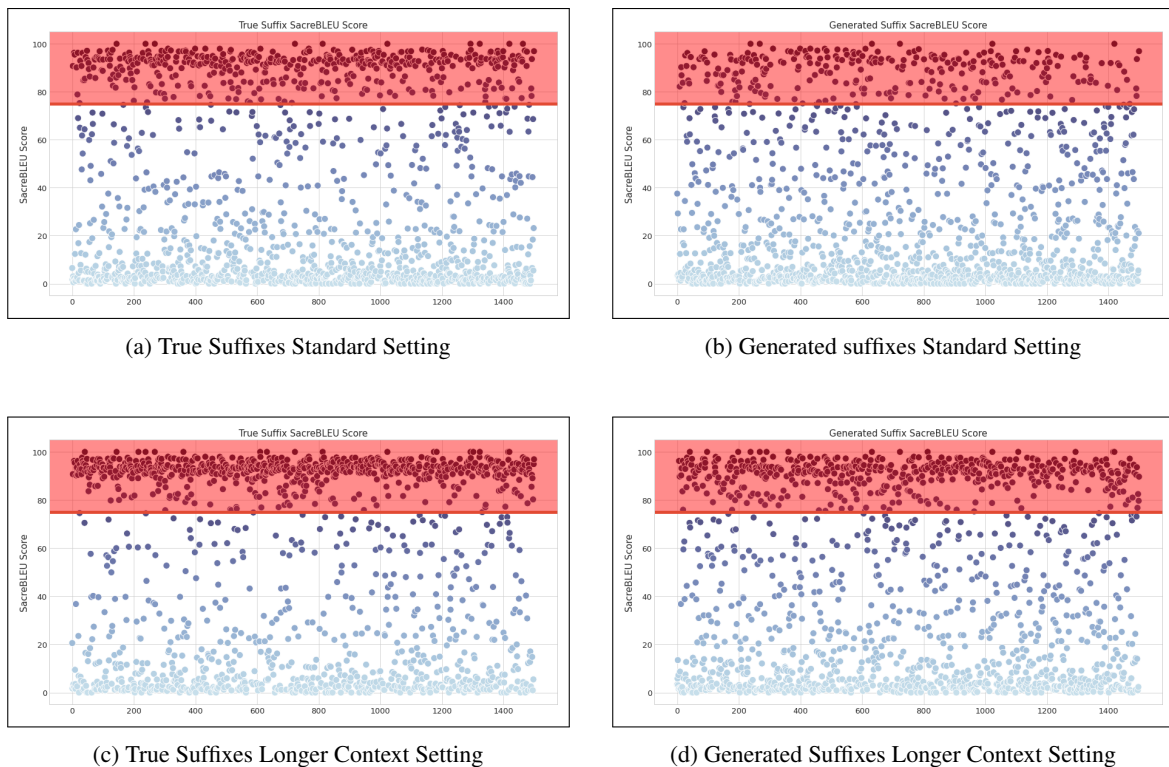 True Suffix SacreBLEU Score
SacreBLEU Score
100
80
60
40
20
0
0 200 400 600 800 1000 1200 1400
(a) True Suffixes Standard Setting
Generated Suffix SacreBLEU Score
SacreBLEU Score
100
80
60
40
20
0
0 200 400 600 800 1000 1200 1400
(b) Generated suffixes Standard Setting
True Suffix SacreBLEU Score
SacreBLEU Score
100
80
60
40
20
0
0 200 400 600 800 1000 1200 1400
(c) True Suffixes Longer Context Setting
Generated Suffix SacreBLEU Score
SacreBLEU Score
100
80
60
40
20
0
0 200 400 600 800 1000 1200 1400
(d) Generated Suffixes Longer Context Setting